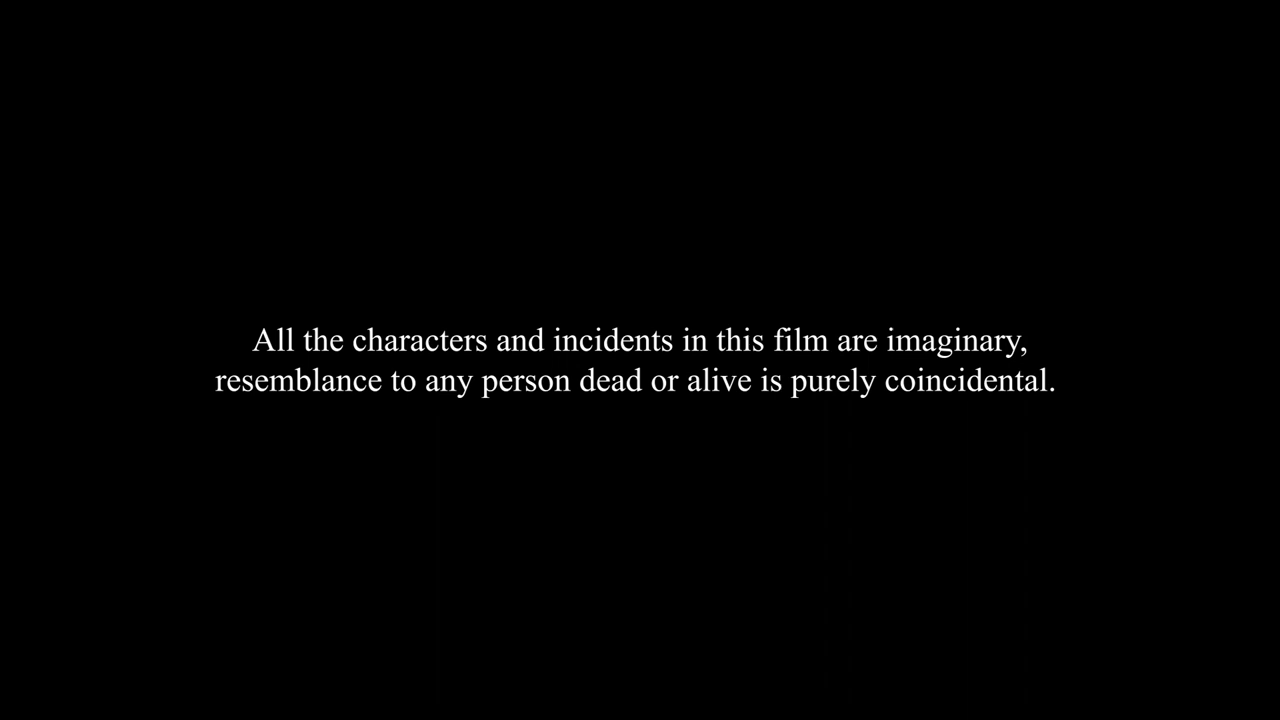 All the characters and incidents in this film are imaginary,
resemblance to any person dead or alive is purely coincidental.